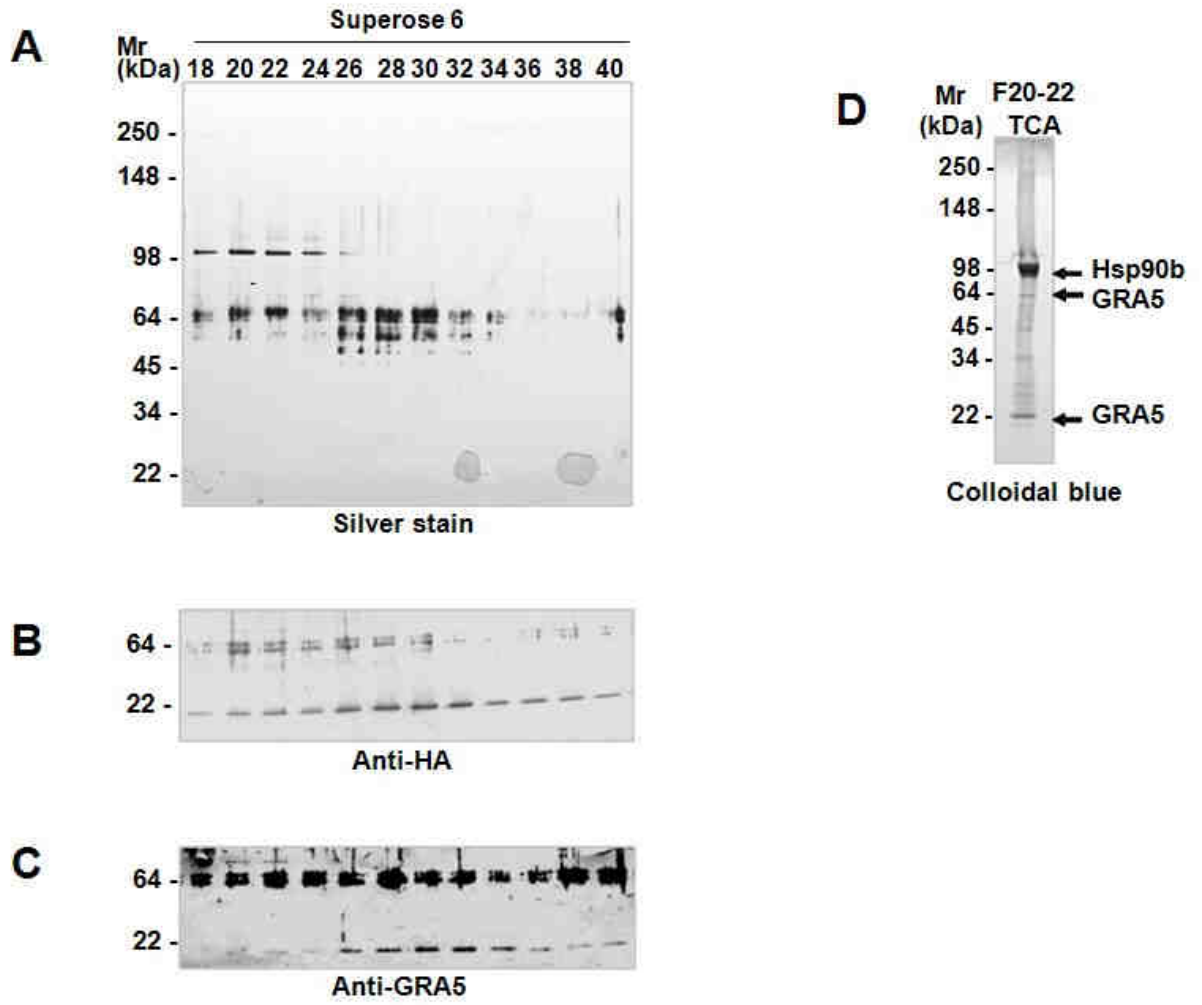 A
Superose 6
Mr
(kDa) 18 20 22 24 26 28 30 32 34 36 38 40
250 -
148 -
98 -
64 -
45 -
34 -
22 -
Silver stain
B
64 -
22 -
Anti-HA
C
64 -
22 -
Anti-GRA5
D
Mr F20-22
(kDa) TCA
250 -
148 -
98 - Hsp90b
64 - GRA5
45 -
34 -
22 - GRA5
Colloidal blue